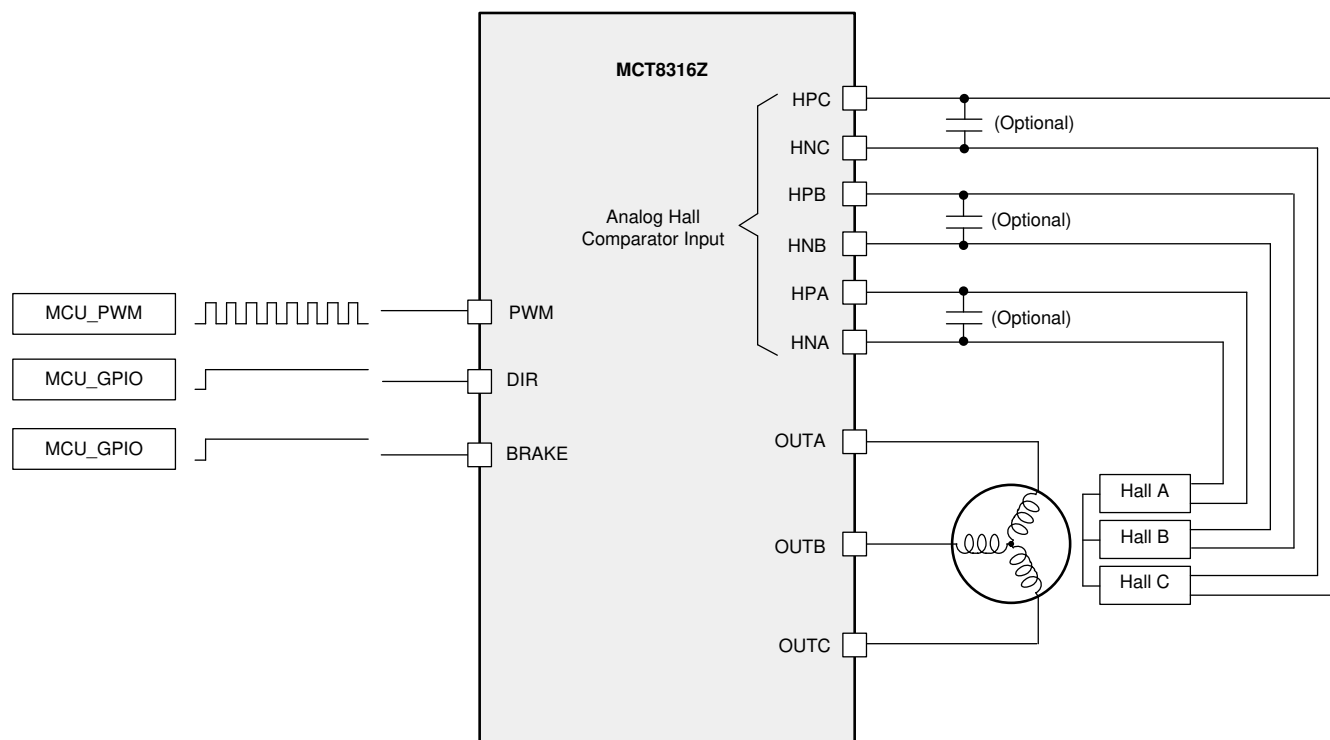 MCT8316Z
HPC
(Optional)
HNC
HPB
Analog Hall
Comparator Input
(Optional)
HNB
HPA
MCU_PWM
PWM
(Optional)
HNA
MCU_GPIO
DIR
MCU_GPIO
BRAKE
OUTA
Hall A
Hall B
OUTB
Hall C
OUTC